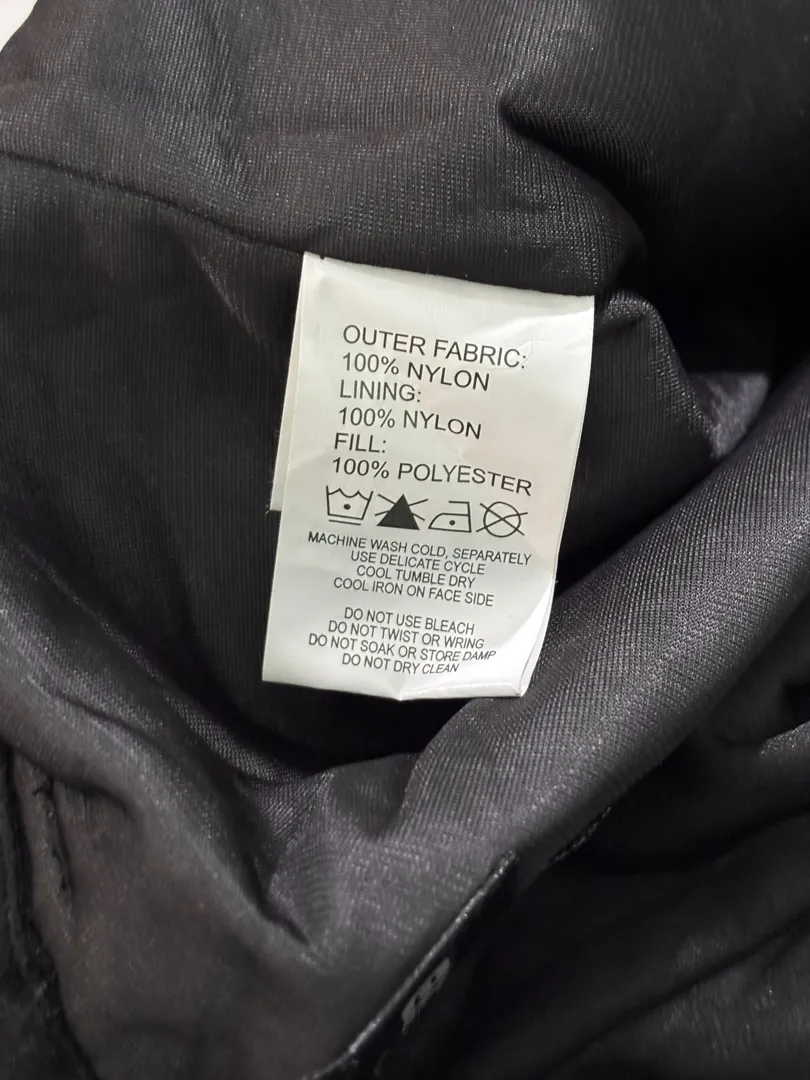 OUTER FABRIC:
100% NYLON
LINING:
100% NYLON
FILL:
100% POLYESTER
MACHINE WASH COLD, SEPARATELY
USE DELICATE CYCLE
COOL TUMBLE DRY
COOL IRON ON FACE SIDE
DO NOT USE BLEACH
DO NOT TWIST OR WRING
DO NOT SOAK OR STORE DAMP
DO NOT DRY CLEAN